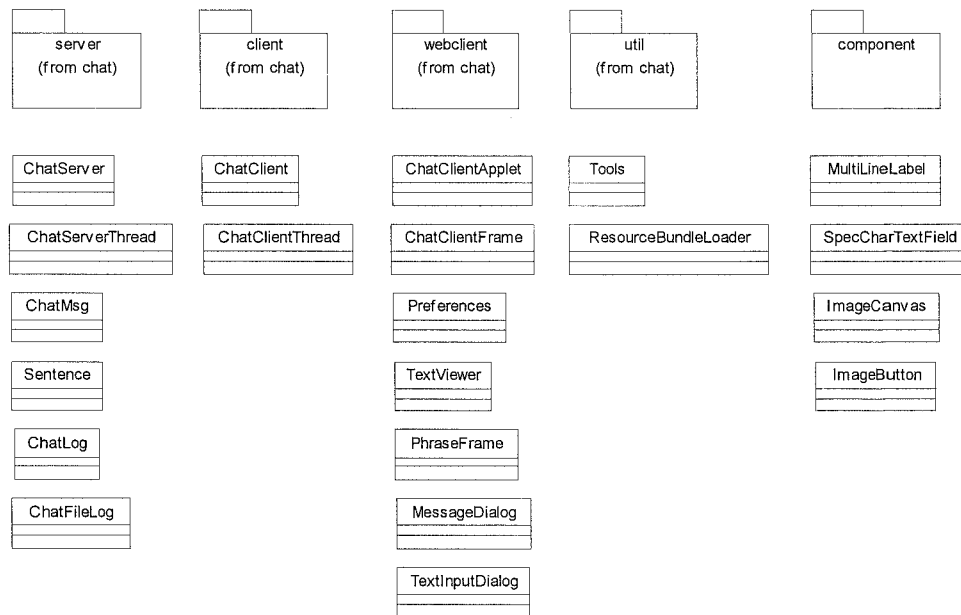 server
(from chat)
client
(from chat)
webclient
(from chat)
util
(from chat)
component
ChatServer
ChatClient
ChatClientApplet
Tools
MultiLineLabel
ChatServerThread
ChatClientThread
ChatClientFrame
ResourceBundleLoader
SpecCharTextField
ChatMsg
Preferences
ImageCanvas
Sentence
TextViewer
ImageButton
ChatLog
PhraseFrame
ChatFileLog
MessageDialog
TextInputDialog